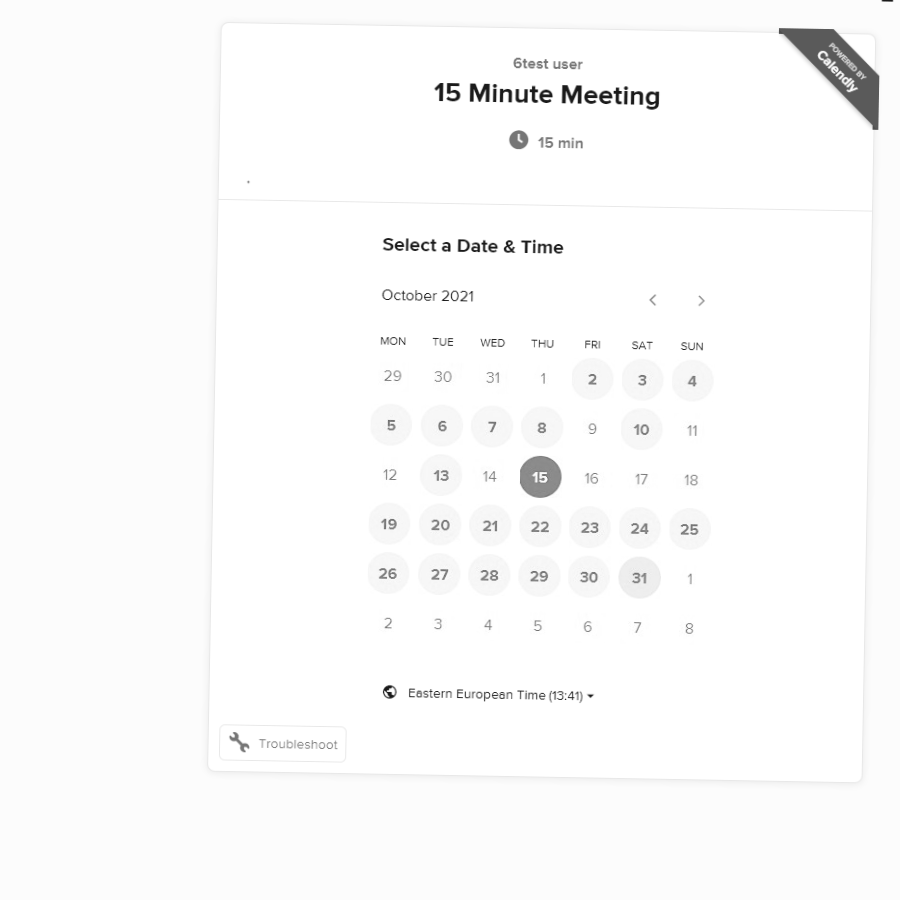 POWERED BY
Calendly
6test user
15 Minute Meeting
15 min
Select a Date & Time
October 2021
MON TUE WED THU FRI SAT SUN
29 30 31 1 2 3 4
5 6 7 8 9 10 11
12 13 14 15 16 17 18
19 20 21 22 23 24 25
26 27 28 29 30 31 1
2 3 4 5 6 7 8
Eastern European Time (13:41)
Troubleshoot